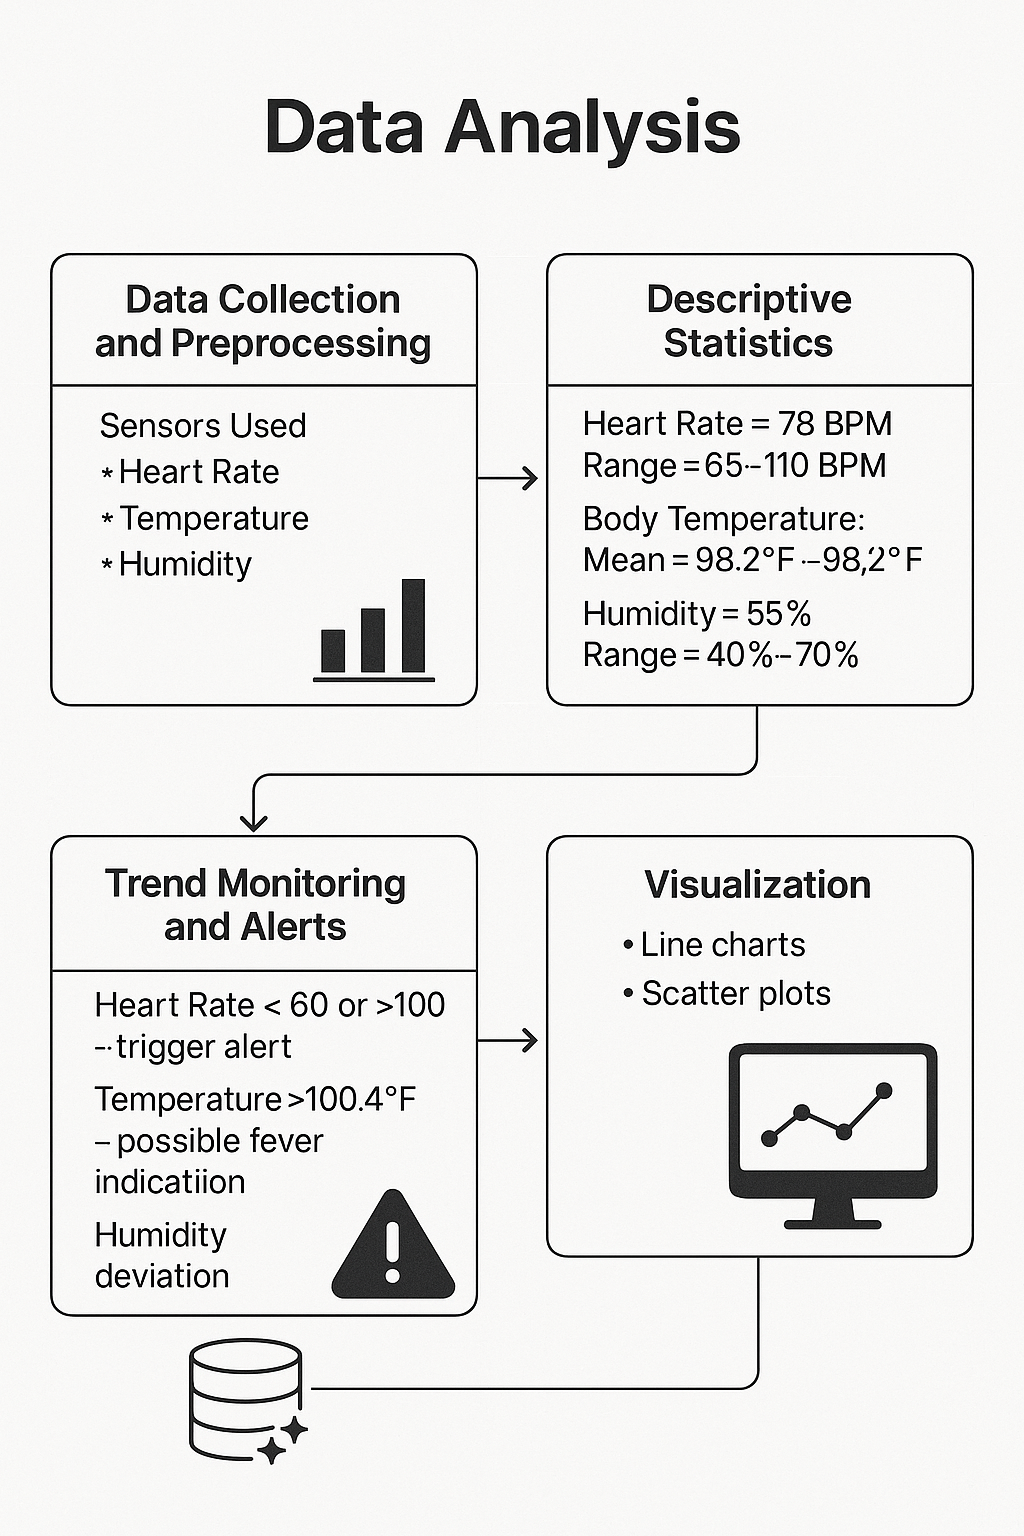 Data Analysis
Data Collection
and Preprocessing
Sensors Used
* Heart Rate
* Temperature
* Humidity
Descriptive
Statistics
Heart Rate = 78 BPM
Range = 65--110 BPM
Body Temperature:
Mean = 98.2°F --98,2°F
Humidity = 55%
Range = 40%--70%
Trend Monitoring
and Alerts
Heart Rate < 60 or >100
-- trigger alert
Temperature >100.4°F
– possible fever
indicatiion
Humidity
deviation
Visualization
• Line charts
• Scatter plots